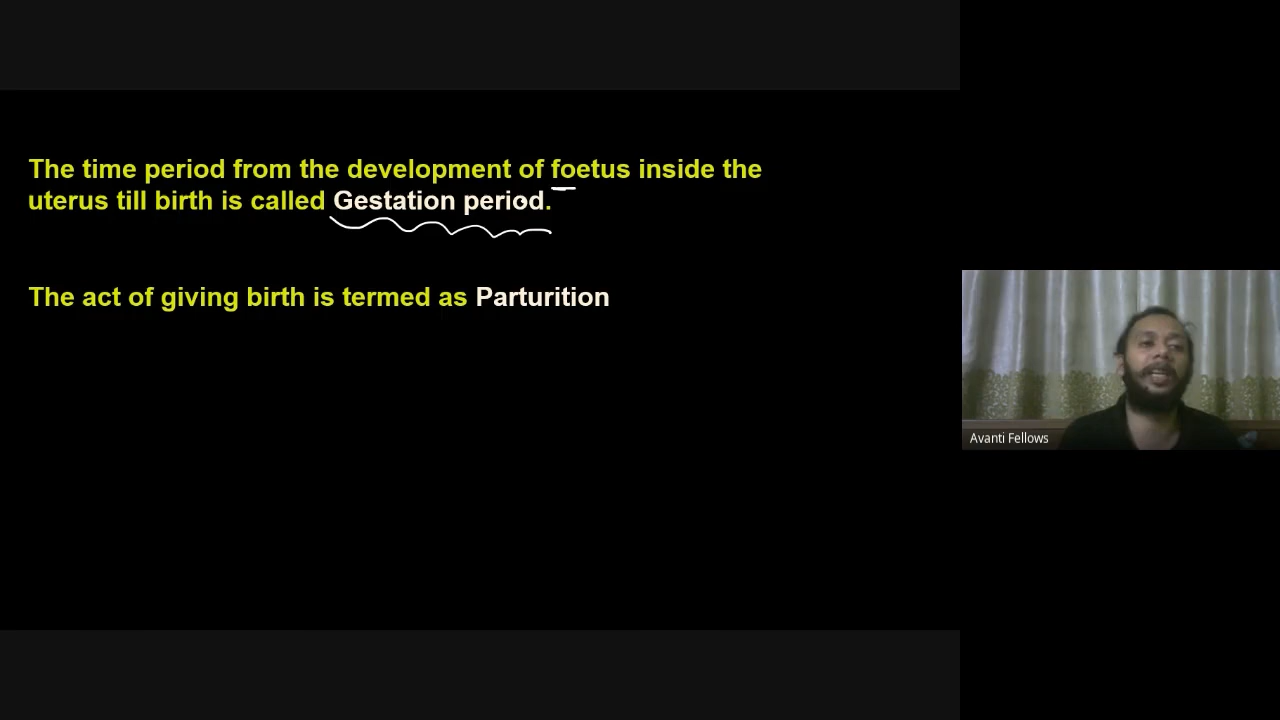 The time period from the development of foetus inside the
uterus till birth is called Gestation period.
The act of giving birth is termed as Parturition
Avanti Fellows